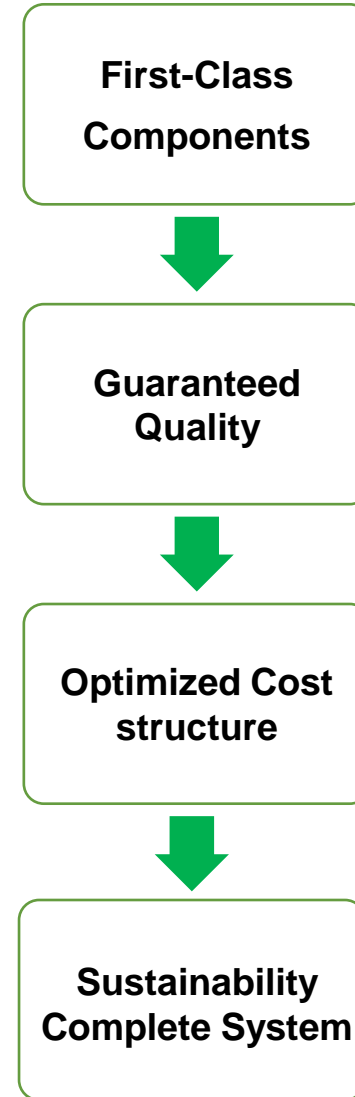 First-Class
Components
Guaranteed
Quality
Optimized Cost
structure
Sustainability
Complete System